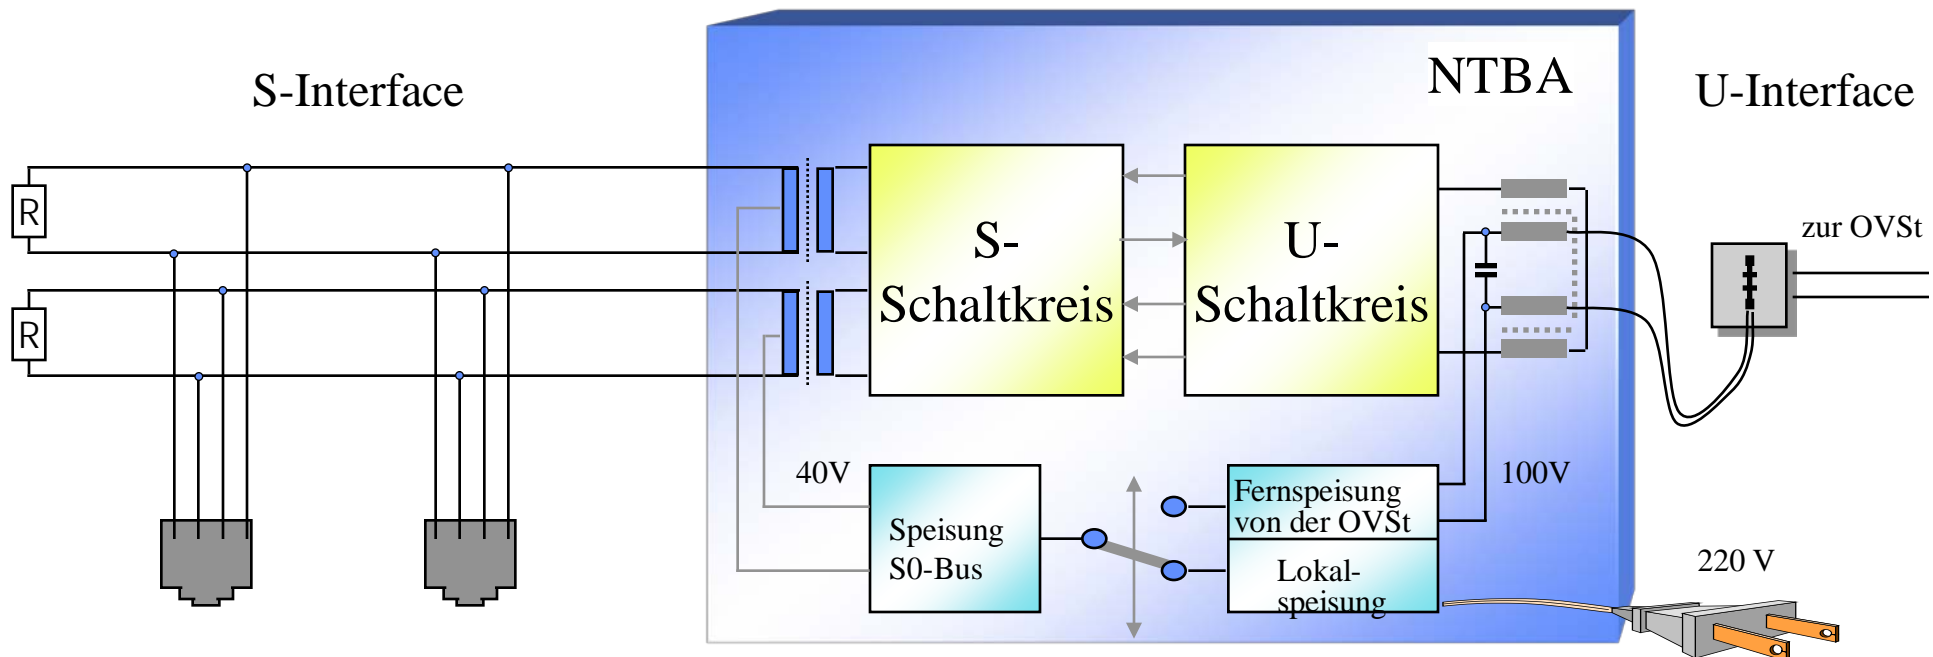 NTBA
S-Interface
U-Interface
R
R
S-
Schaltkreis
U-
Schaltkreis
zur OVSt
40V
Speisung
S0-Bus
Fernspeisung
von der OVSt
Lokal-
speisung
100V
220 V